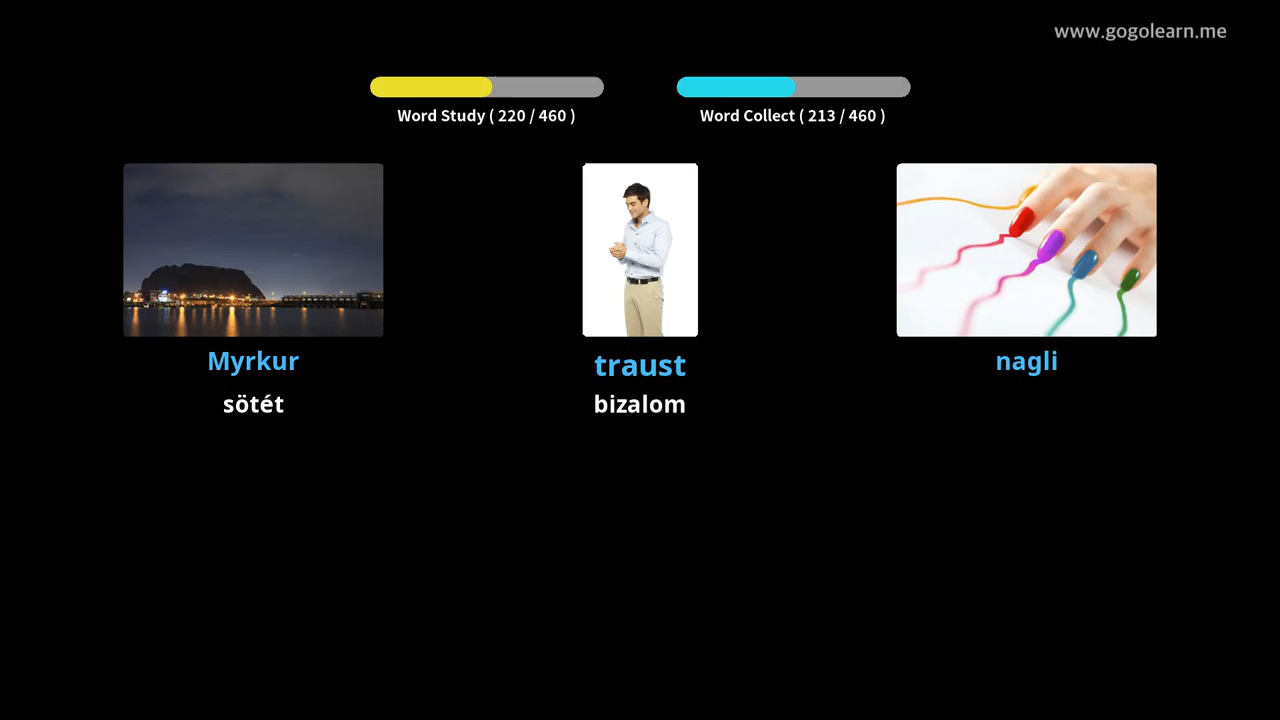 www.gogolearn.me
Word Study ( 220 / 460 )
Word Collect ( 213 / 460 )
Myrkur
traust
nagli
sötét
bizalom